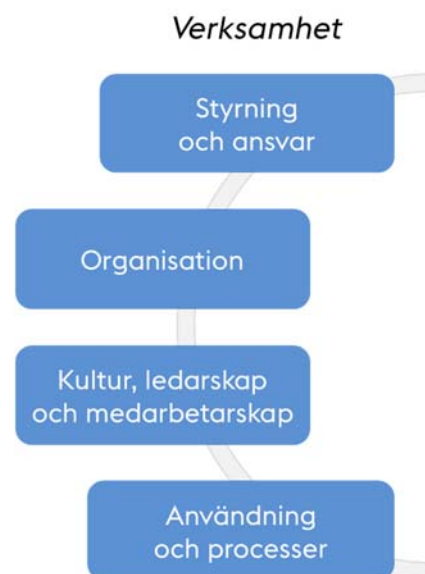 Verksamhet
Styrning
och ansvar
Organisation
Kultur, ledarskap
och medarbetarskap
Användning
och processer